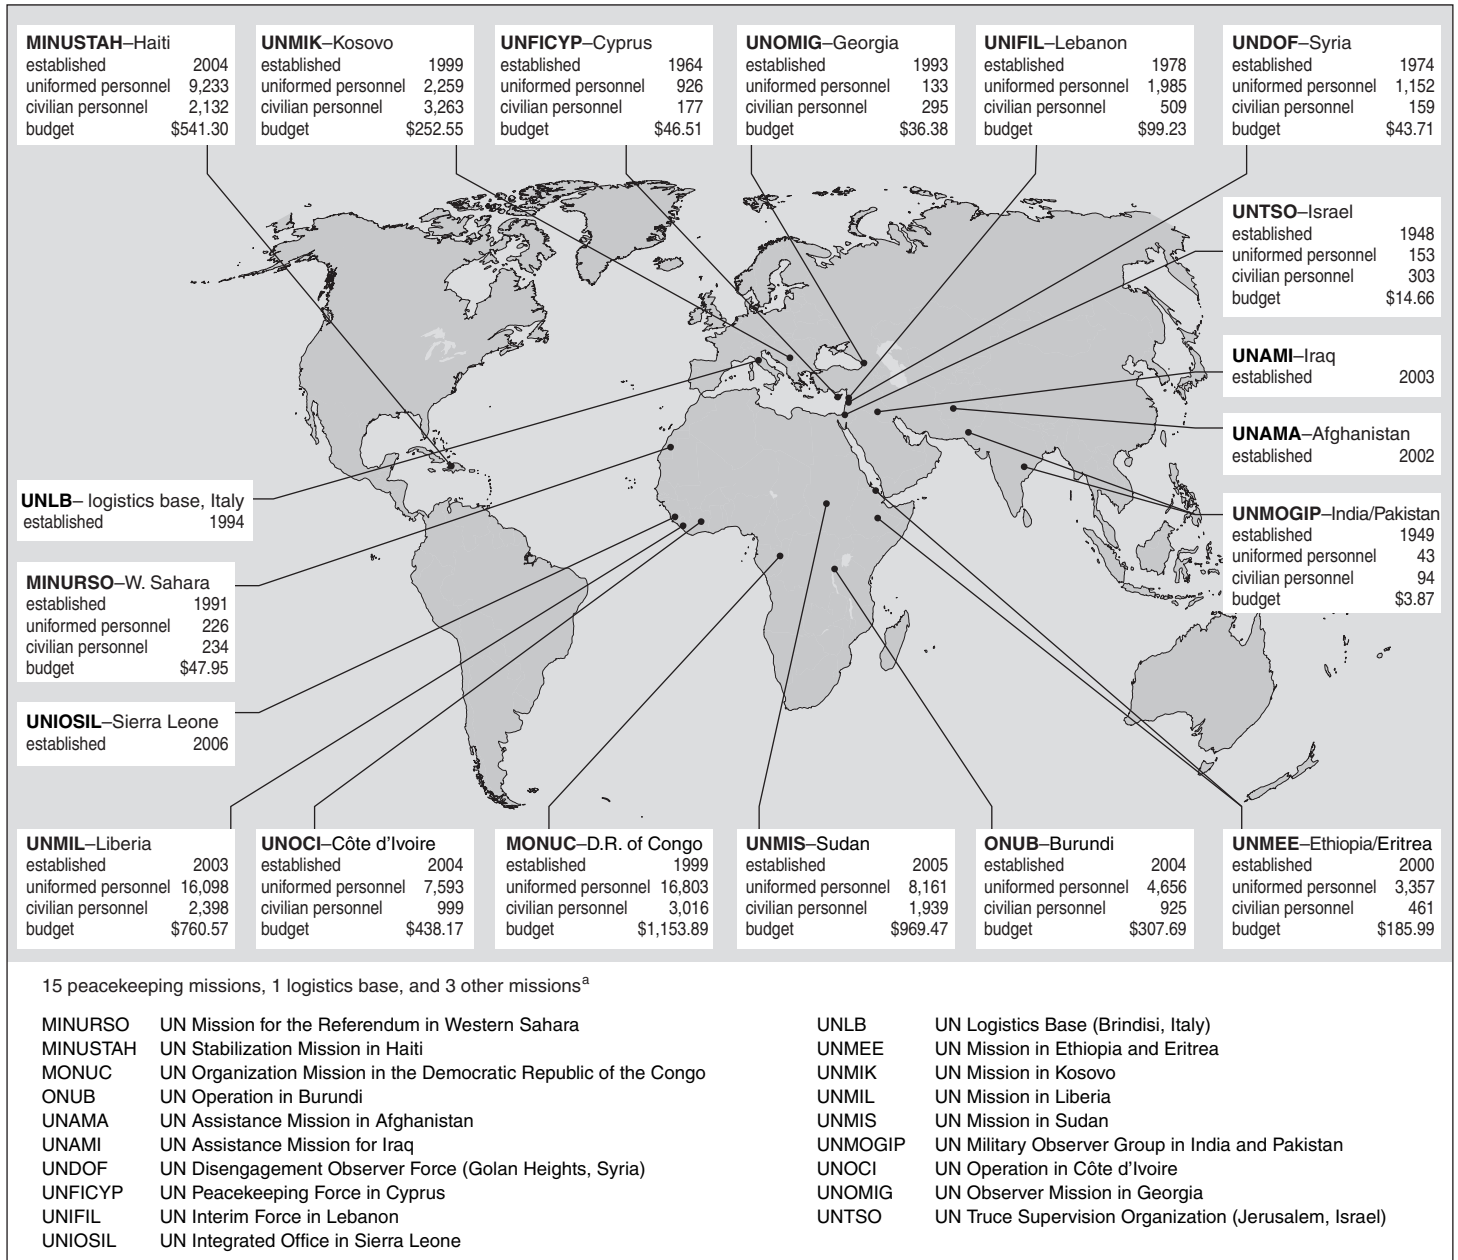 MINUSTAH–Haiti
established 2004
uniformed personnel 9,233
civilian personnel 2,132
budget $541.30
UNMIK–Kosovo
established 1999
uniformed personnel 2,259
civilian personnel 3,263
budget $252.55
UNFICYP–Cyprus
established 1964
uniformed personnel 926
civilian personnel 177
budget $46.51
UNOMIG–Georgia
established 1993
uniformed personnel 133
civilian personnel 295
budget $36.38
UNIFIL–Lebanon
established 1978
uniformed personnel 1,985
civilian personnel 509
budget $99.23
UNDOF–Syria
established 1974
uniformed personnel 1,152
civilian personnel 159
budget $43.71
UNTSO–Israel
established 1948
uniformed personnel 153
civilian personnel 303
budget $14.66
UNAMI–Iraq
established 2003
UNAMA–Afghanistan
established 2002
UNLB– logistics base, Italy
established 1994
UNMOGIP–India/Pakistan
established 1949
uniformed personnel 43
civilian personnel 94
budget $3.87
MINURSO–W. Sahara
established 1991
uniformed personnel 226
civilian personnel 234
budget $47.95
UNIOSIL–Sierra Leone
established 2006
UNMIL–Liberia
established 2003
uniformed personnel 16,098
civilian personnel 2,398
budget $760.57
UNOCI–Côte d’Ivoire
established 2004
uniformed personnel 7,593
civilian personnel 999
budget $438.17
MONUC–D.R. of Congo
established 1999
uniformed personnel 16,803
civilian personnel 3,016
budget $1,153.89
UNMIS–Sudan
established 2005
uniformed personnel 8,161
civilian personnel 1,939
budget $969.47
ONUB–Burundi
established 2004
uniformed personnel 4,656
civilian personnel 925
budget $307.69
UNMEE–Ethiopia/Eritrea
established 2000
uniformed personnel 3,357
civilian personnel 461
budget $185.99
15 peacekeeping missions, 1 logistics base, and 3 other missionsᵃ
MINURSO UN Mission for the Referendum in Western Sahara
MINUSTAH UN Stabilization Mission in Haiti
MONUC UN Organization Mission in the Democratic Republic of the Congo
ONUB UN Operation in Burundi
UNAMA UN Assistance Mission in Afghanistan
UNAMI UN Assistance Mission for Iraq
UNDOF UN Disengagement Observer Force (Golan Heights, Syria)
UNFICYP UN Peacekeeping Force in Cyprus
UNIFIL UN Interim Force in Lebanon
UNIOSIL UN Integrated Office in Sierra Leone
UNLB UN Logistics Base (Brindisi, Italy)
UNMEE UN Mission in Ethiopia and Eritrea
UNMIK UN Mission in Kosovo
UNMIL UN Mission in Liberia
UNMIS UN Mission in Sudan
UNMOGIP UN Military Observer Group in India and Pakistan
UNOCI UN Operation in Côte d’Ivoire
UNOMIG UN Observer Mission in Georgia
UNTSO UN Truce Supervision Organization (Jerusalem, Israel)